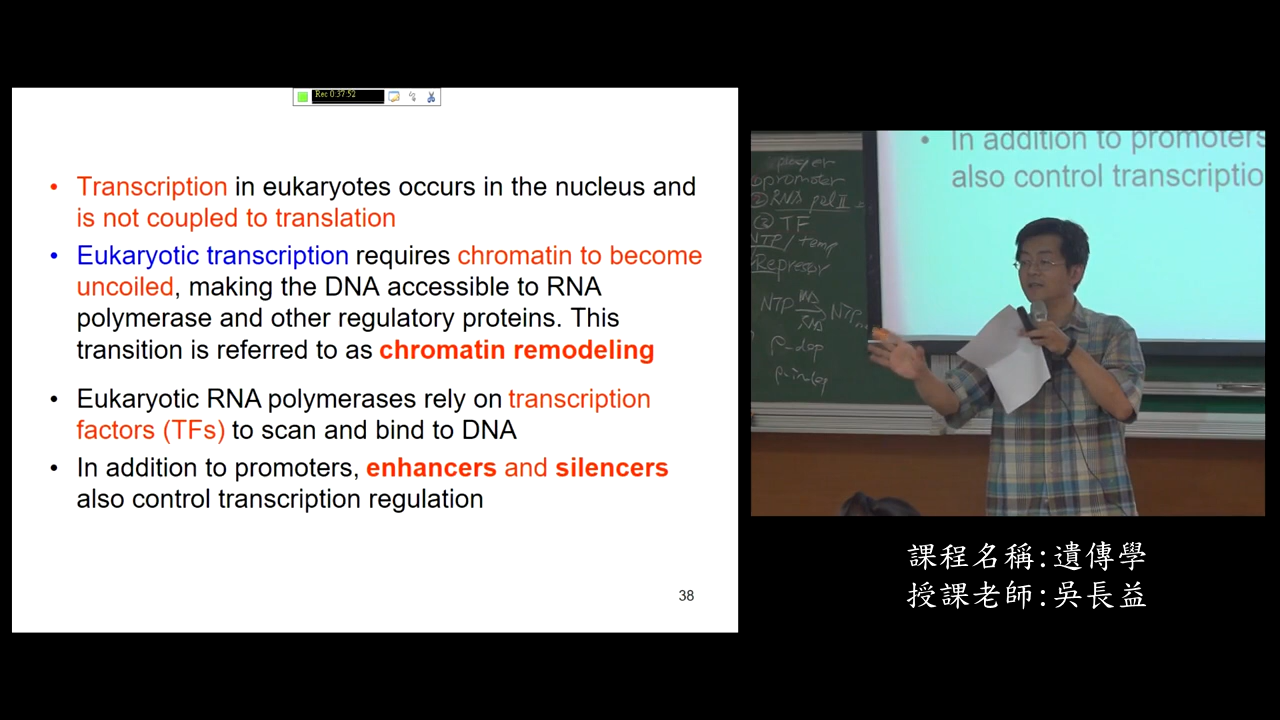 Rec 0:37:52
• Transcription in eukaryotes occurs in the nucleus and
is not coupled to translation
• Eukaryotic transcription requires chromatin to become
uncoiled, making the DNA accessible to RNA
polymerase and other regulatory proteins. This
transition is referred to as chromatin remodeling
• Eukaryotic RNA polymerases rely on transcription
factors (TFs) to scan and bind to DNA
• In addition to promoters, enhancers and silencers
also control transcription regulation
38
• In addition to promoters
also control transcriptio
promoter
② RNA pol II
③ TF
NTP / temp
Repressor
NTP
NTP
課程名稱:遺傳學
授課老師:吳長益